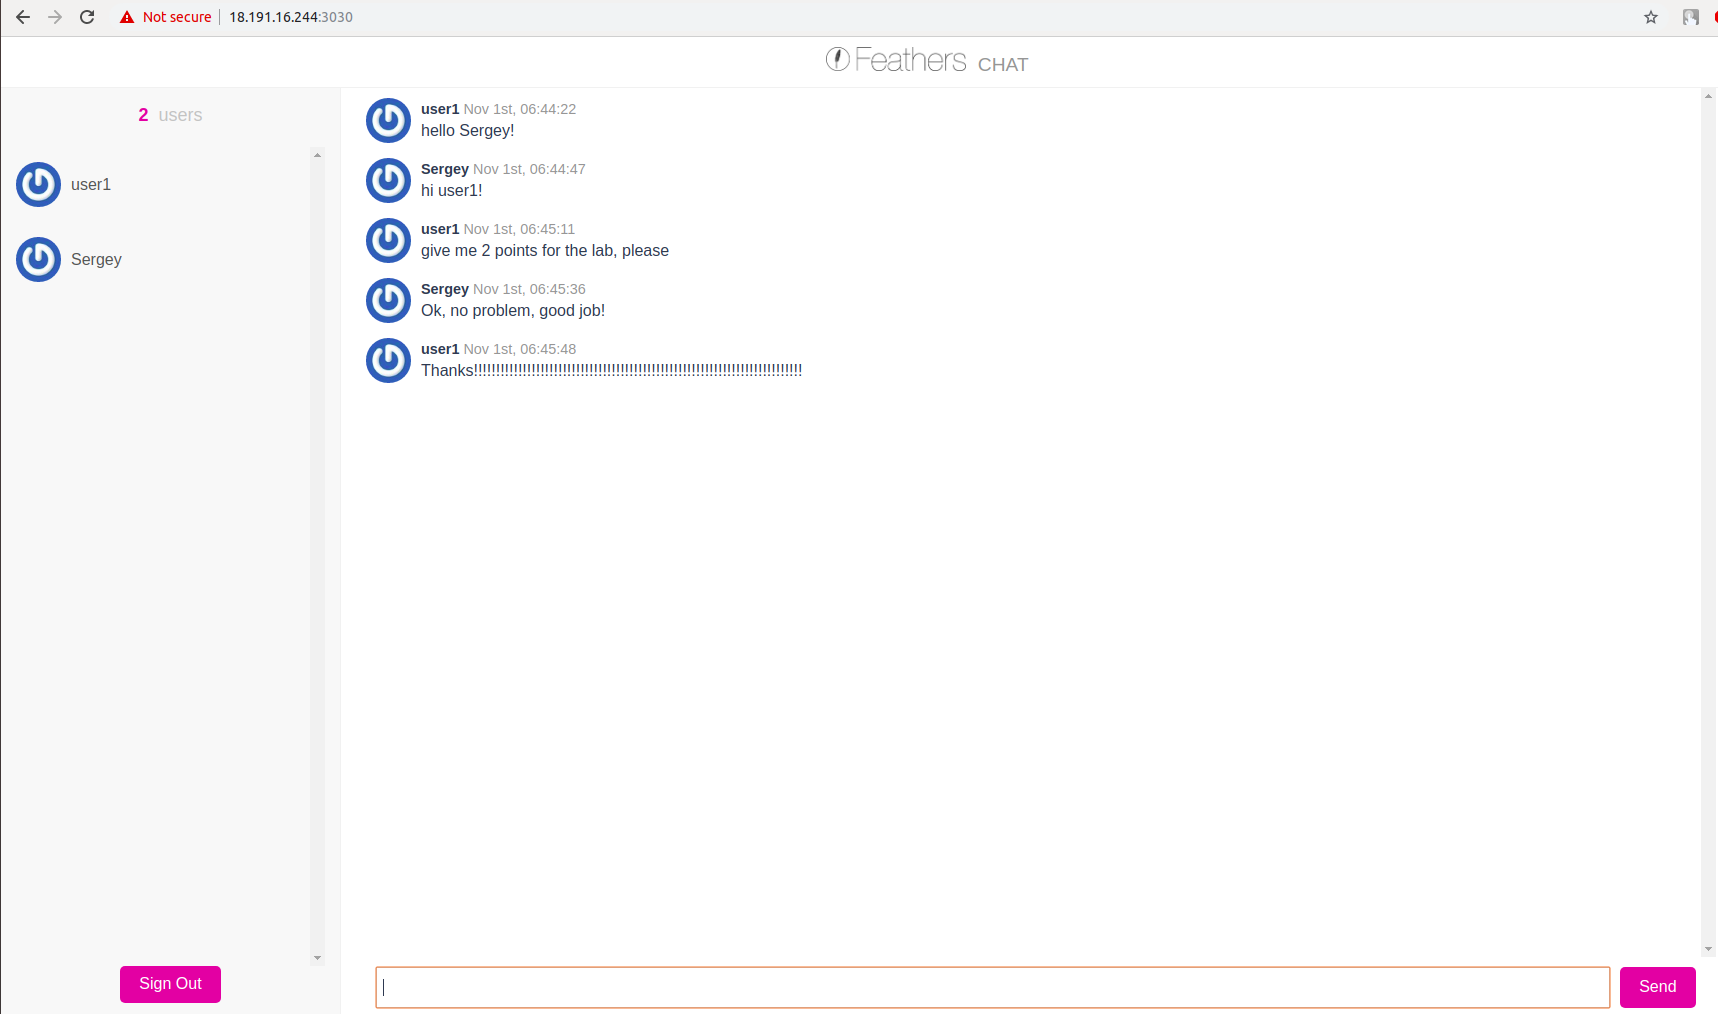 Not secure 18.191.16.244:3030
Feathers CHAT
2 users
user1
Sergey
user1 Nov 1st, 06:44:22
hello Sergey!
Sergey Nov 1st, 06:44:47
hi user1!
user1 Nov 1st, 06:45:11
give me 2 points for the lab, please
Sergey Nov 1st, 06:45:36
Ok, no problem, good job!
user1 Nov 1st, 06:45:48
Thanks!!!!!!!!!!!!!!!!!!!!!!!!!!!!!!!!!!!!!!!!!!!!!!!!!!!!!!!!!!!!!!!!!!!!!!!!!!
Sign Out
Send